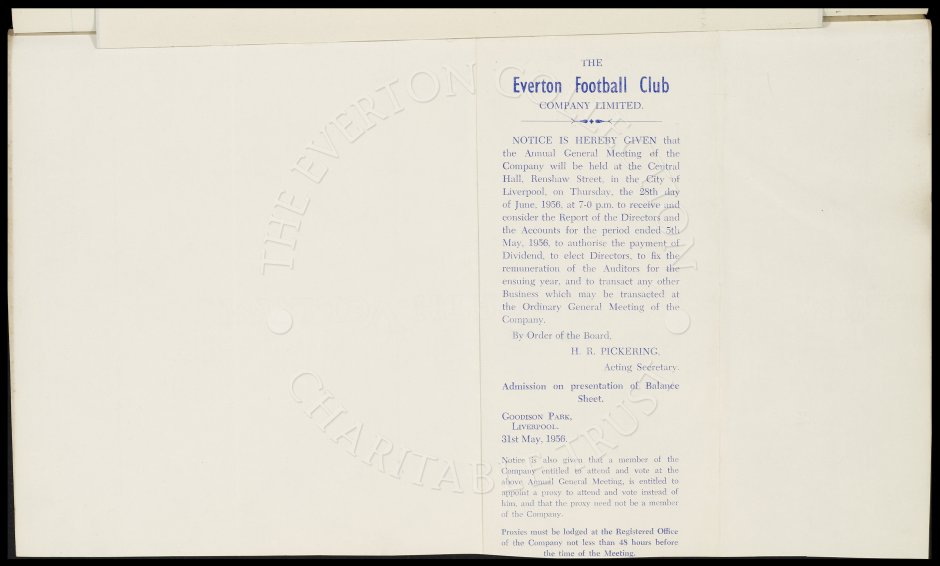 THE
Everton Football Club
COMPANY LIMITED.
NOTICE IS HEREBY GIVEN that
the Annual General Meeting of the
Company will be held at the Central
Hall, Renshaw Street, in the City of
Liverpool, on Thursday, the 28th day
of June, 1956, at 7-0 p.m. to receive and
consider the Report of the Directors and
the Accounts for the period ended 5th
May, 1956, to authorise the payment of
Dividend, to elect Directors, to fix the
remuneration of the Auditors for the
ensuing year, and to transact any other
Business which may be transacted at
the Ordinary General Meeting of the
Company.
By Order of the Board,
H. R. PICKERING,
Acting Secretary.
Admission on presentation of Balance
Sheet.
GOODISON PARK,
LIVERPOOL.
31st May, 1956.
Notice is also given that a member of the
Company entitled to attend and vote at the
above Annual General Meeting, is entitled to
appoint a proxy to attend and vote instead of
him, and that the proxy need not be a member
of the Company.
Proxies must be lodged at the Registered Office
of the Company not less than 48 hours before
the time of the Meeting.
THE EVERTON COLLECTION
CHARITABLE TRUST